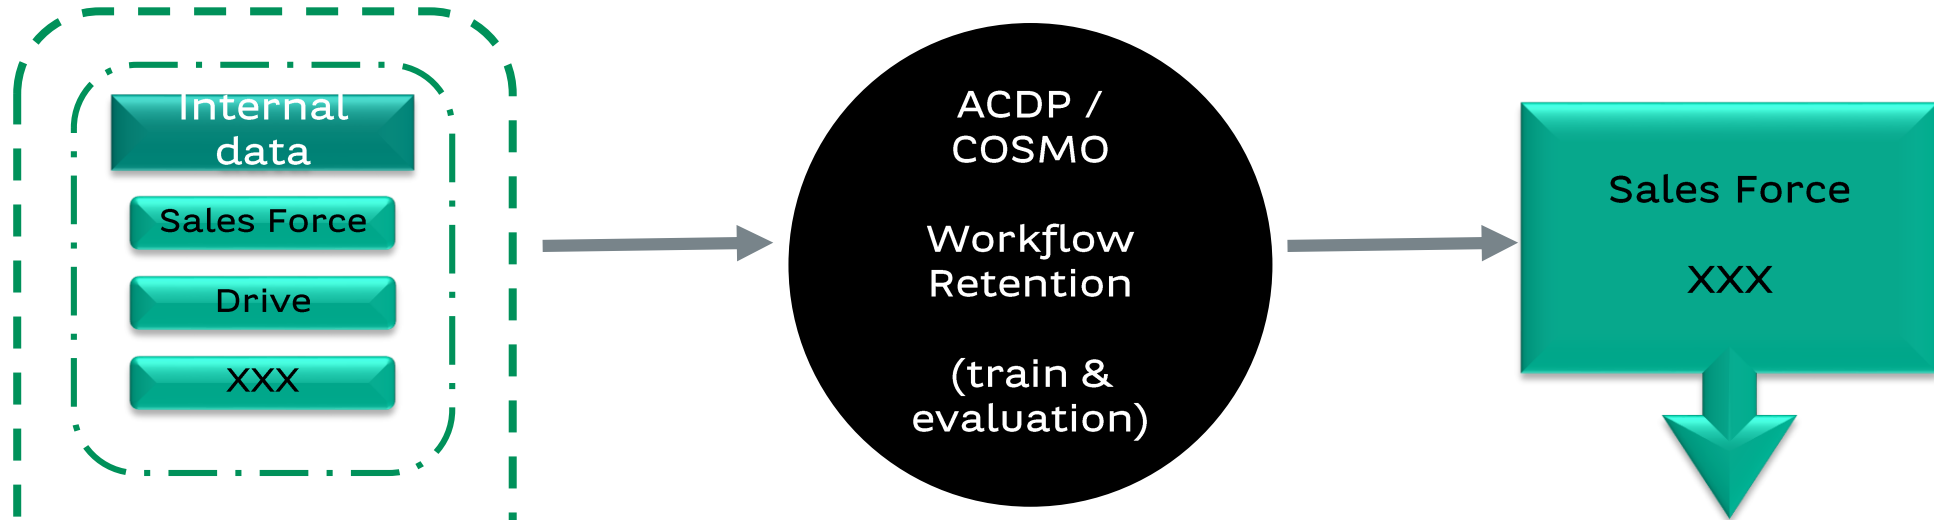 Internal
data
Sales Force
Drive
XXX
ACDP /
COSMO
Workflow
Retention
(train &
evaluation)
Sales Force
XXX